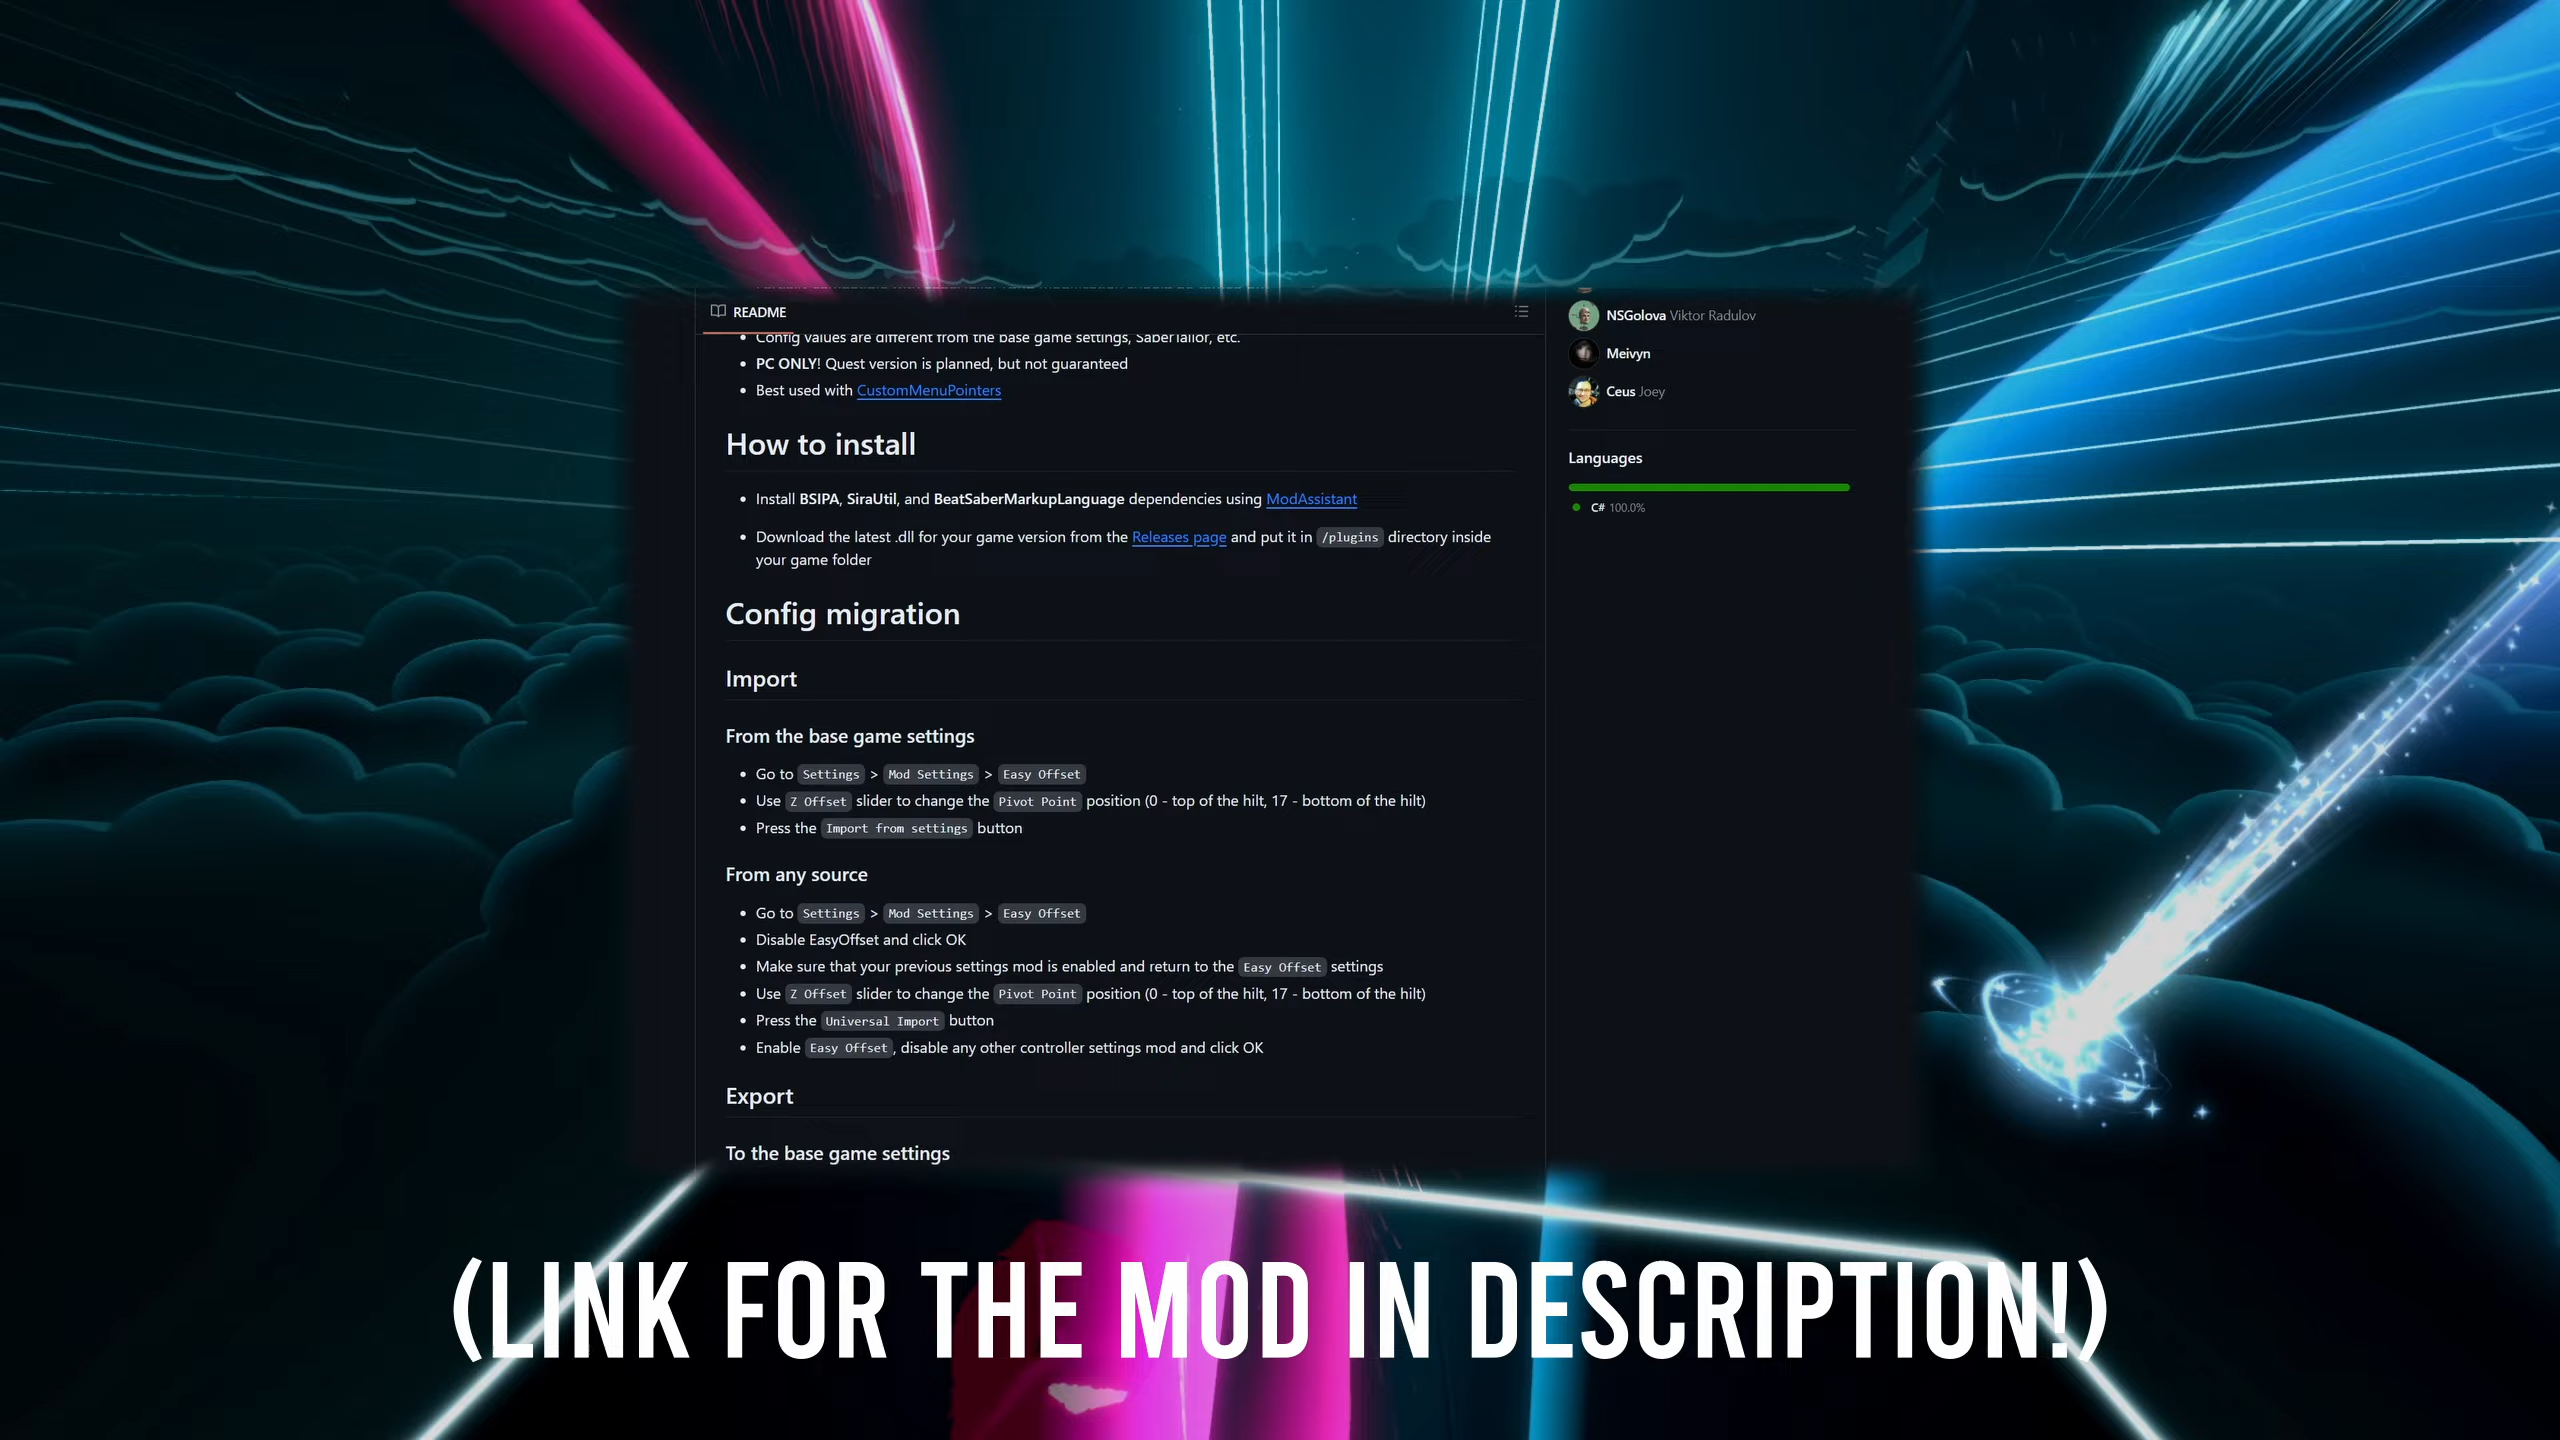 README
Config values are different from the base game settings, SaberTailor, etc.
PC ONLY! Quest version is planned, but not guaranteed
Best used with CustomMenuPointers
How to install
Install BSIPA, SiraUtil, and BeatSaberMarkupLanguage dependencies using ModAssistant
Download the latest .dll for your game version from the Releases page and put it in /plugins directory inside
your game folder
Config migration
Import
From the base game settings
Go to Settings > Mod Settings > Easy Offset
Use Z Offset slider to change the Pivot Point position (0 - top of the hilt, 17 - bottom of the hilt)
Press the Import from settings button
From any source
Go to Settings > Mod Settings > Easy Offset
Disable EasyOffset and click OK
Make sure that your previous settings mod is enabled and return to the Easy Offset settings
Use Z Offset slider to change the Pivot Point position (0 - top of the hilt, 17 - bottom of the hilt)
Press the Universal Import button
Enable Easy Offset, disable any other controller settings mod and click OK
Export
To the base game settings
NSGolova Viktor Radulov
Meivyn
Ceus Joey
Languages
C# 100.0%
(LINK FOR THE MOD IN DESCRIPTION!)